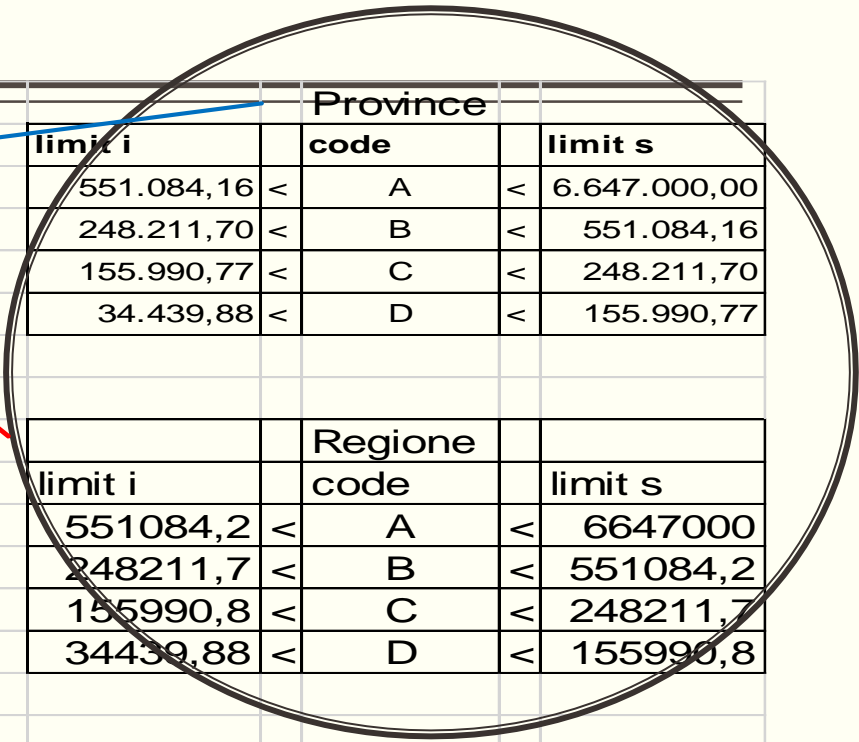 Province
limit i code limit s
551.084,16 < A < 6.647.000,00
248.211,70 < B < 551.084,16
155.990,77 < C < 248.211,70
34.439,88 < D < 155.990,77
Regione
limit i code limit s
551084,2 < A < 6647000
248211,7 < B < 551084,2
155990,8 < C < 248211,7
34439,88 < D < 155990,8